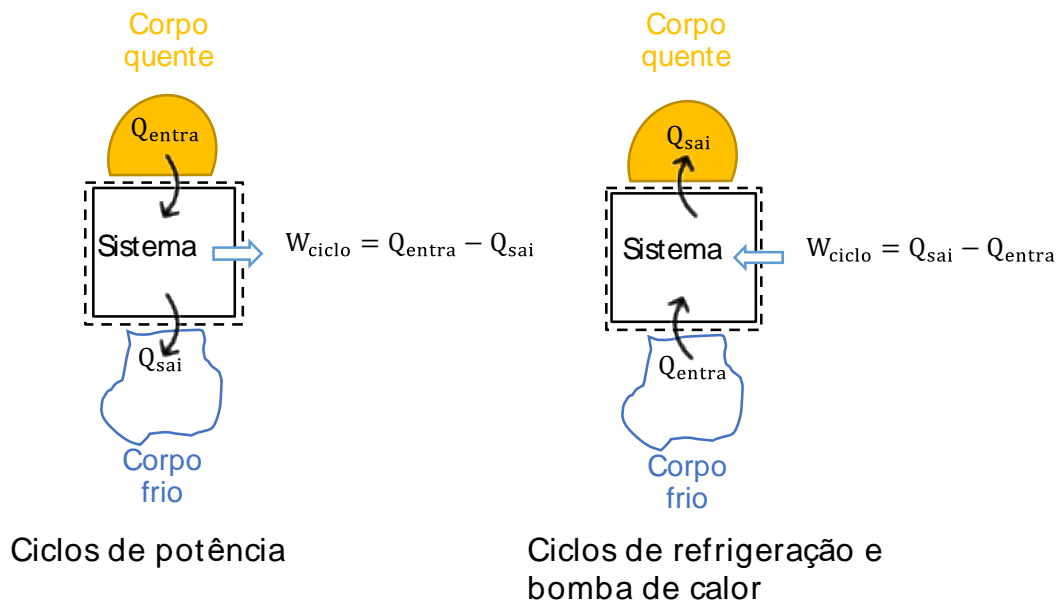 Corpo
quente
Q_entra
Sistema
W_ciclo = Q_entra − Q_sai
Q_sai
Corpo
frio
Ciclos de potência
Corpo
quente
Q_sai
Sistema
W_ciclo = Q_sai − Q_entra
Q_entra
Corpo
frio
Ciclos de refrigeração e
bomba de calor